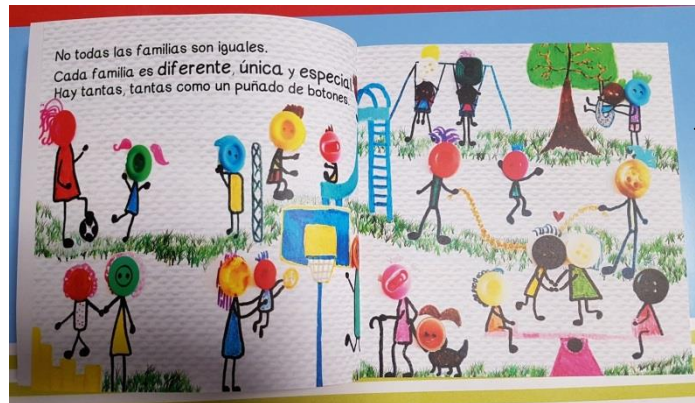 No todas las familias son iguales.
Cada familia es diferente, única y especial
Hay tantas, tantas como un puñado de botones.